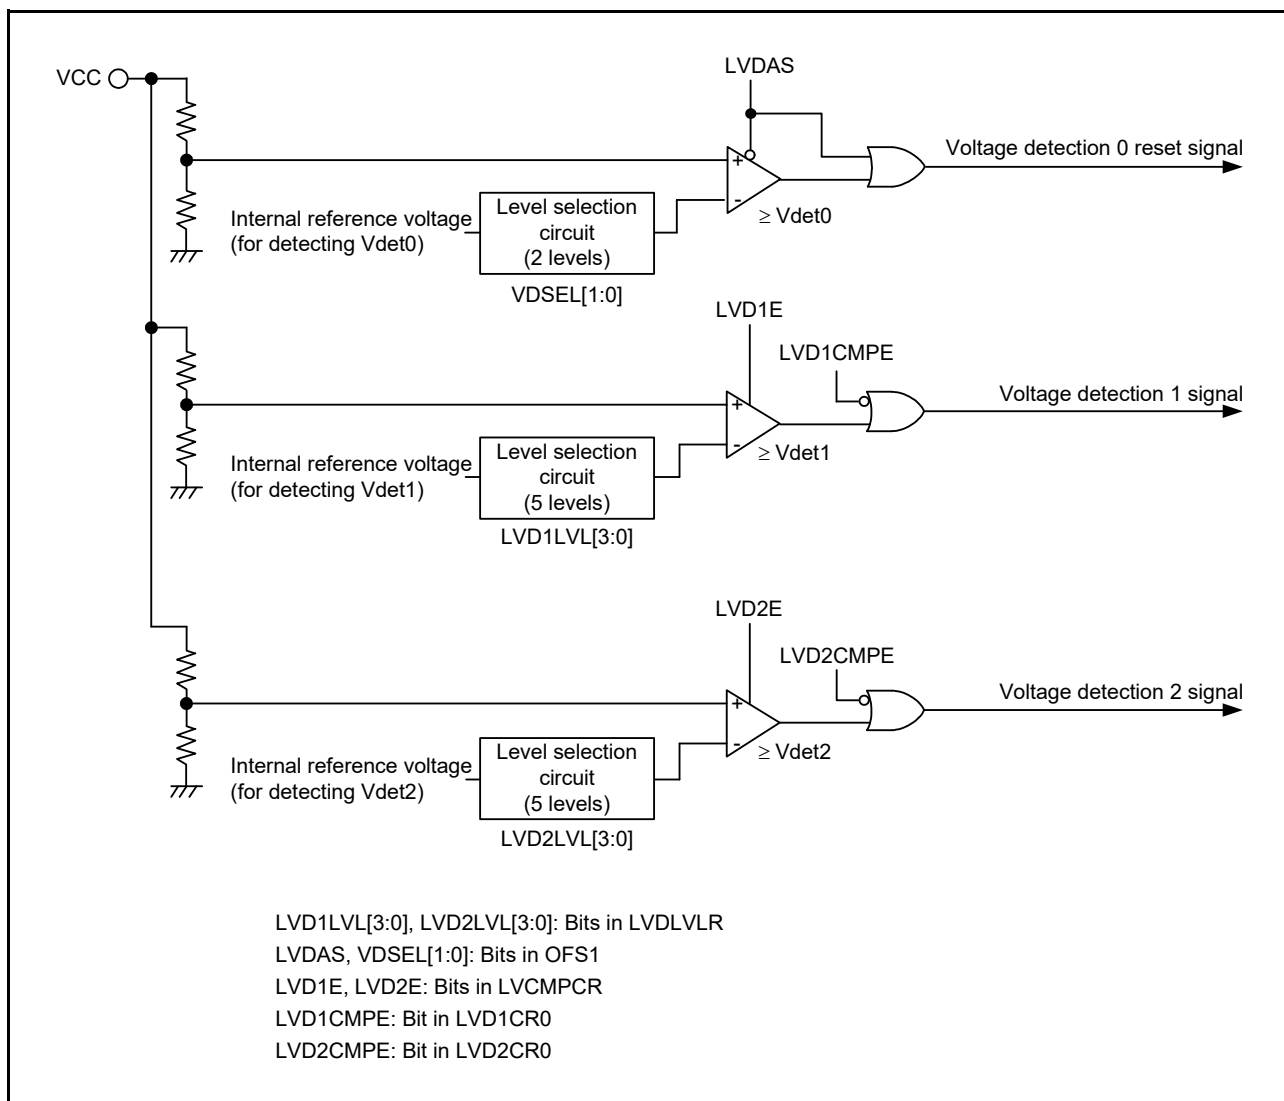 LVDAS
VCC
Voltage detection 0 reset signal
+
-
≥ Vdet0
Internal reference voltage
(for detecting Vdet0)
Level selection
circuit
(2 levels)
VDSEL[1:0]
LVD1E
LVD1CMPE
Voltage detection 1 signal
+
-
≥ Vdet1
Internal reference voltage
(for detecting Vdet1)
Level selection
circuit
(5 levels)
LVD1LVL[3:0]
LVD2E
LVD2CMPE
Voltage detection 2 signal
+
-
≥ Vdet2
Internal reference voltage
(for detecting Vdet2)
Level selection
circuit
(5 levels)
LVD2LVL[3:0]
LVD1LVL[3:0], LVD2LVL[3:0]: Bits in LVDLVLR
LVDAS, VDSEL[1:0]: Bits in OFS1
LVD1E, LVD2E: Bits in LVCMPCR
LVD1CMPE: Bit in LVD1CR0
LVD2CMPE: Bit in LVD2CR0